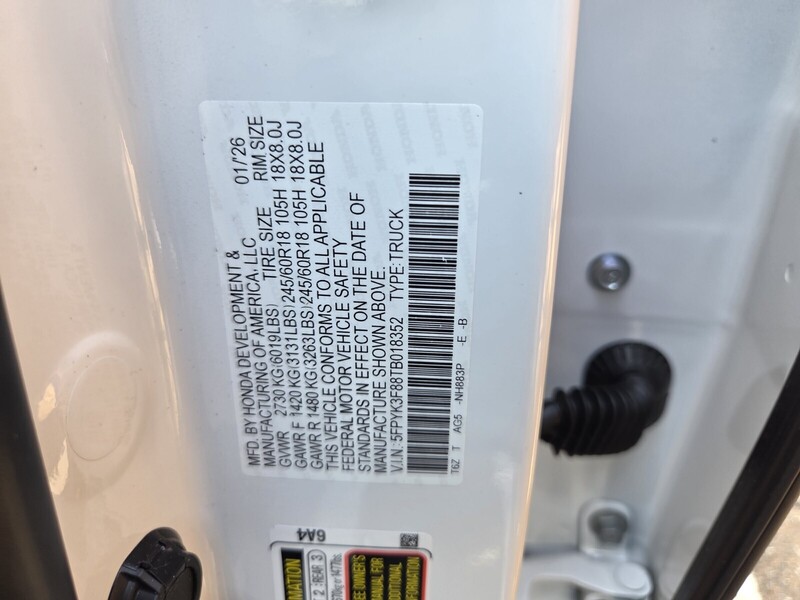 MFD. BY HONDA DEVELOPMENT &
MANUFACTURING OF AMERICA, LLC 01/'26
TIRE SIZE RIM SIZE
GVWR 2730 KG(6019LBS)
GAWR F 1420 KG(3131LBS)245/60R18 105H 18X8.0J
GAWR R 1480 KG(3263LBS)245/60R18 105H 18X8.0J
THIS VEHICLE CONFORMS TO ALL APPLICABLE
FEDERAL MOTOR VEHICLE SAFETY
STANDARDS IN EFFECT ON THE DATE OF
MANUFACTURE SHOWN ABOVE.
V.I.N.:5FPYK3F88TB018352 TYPE:TRUCK
T6Z T AG5 -NH883P -E -B
6A4
2 : REAR 3